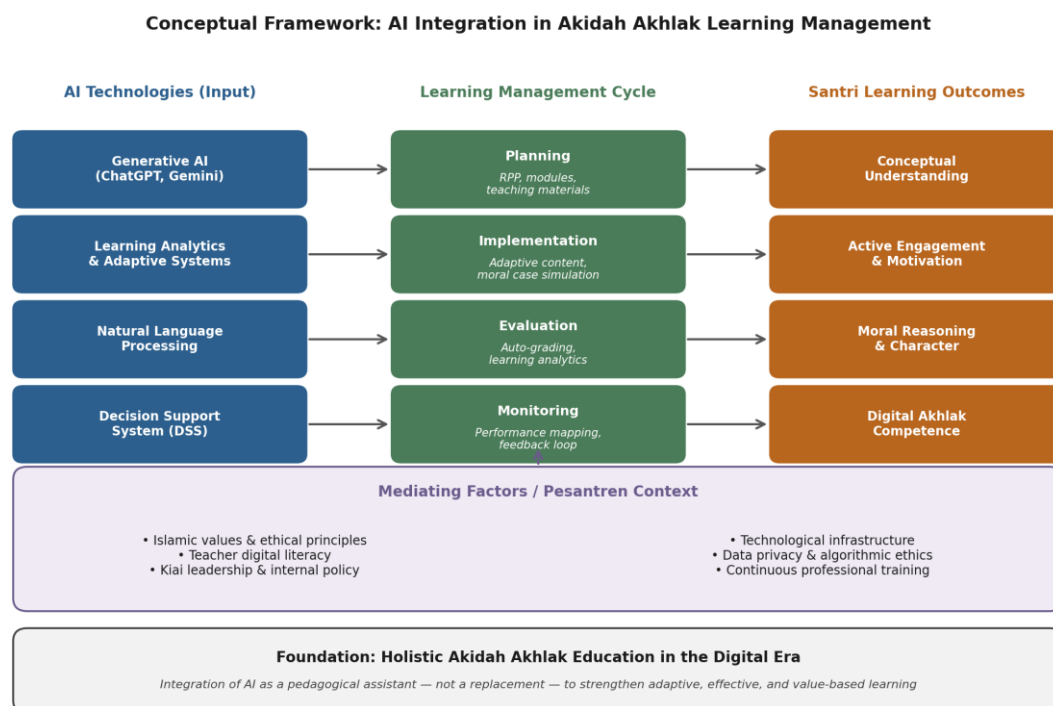 Conceptual Framework: AI Integration in Akidah Akhlak Learning Management
AI Technologies (Input)
Learning Management Cycle
Santri Learning Outcomes
Generative AI
(ChatGPT, Gemini)
Planning
RPP, modules,
teaching materials
Conceptual
Understanding
Learning Analytics
& Adaptive Systems
Implementation
Adaptive content,
moral case simulation
Active Engagement
& Motivation
Natural Language
Processing
Evaluation
Auto-grading,
learning analytics
Moral Reasoning
& Character
Decision Support
System (DSS)
Monitoring
Performance mapping,
feedback loop
Digital Akhlak
Competence
Mediating Factors / Pesantren Context
• Islamic values & ethical principles
• Teacher digital literacy
• Kiai leadership & internal policy
• Technological infrastructure
• Data privacy & algorithmic ethics
• Continuous professional training
Foundation: Holistic Akidah Akhlak Education in the Digital Era
Integration of AI as a pedagogical assistant — not a replacement — to strengthen adaptive, effective, and value-based learning